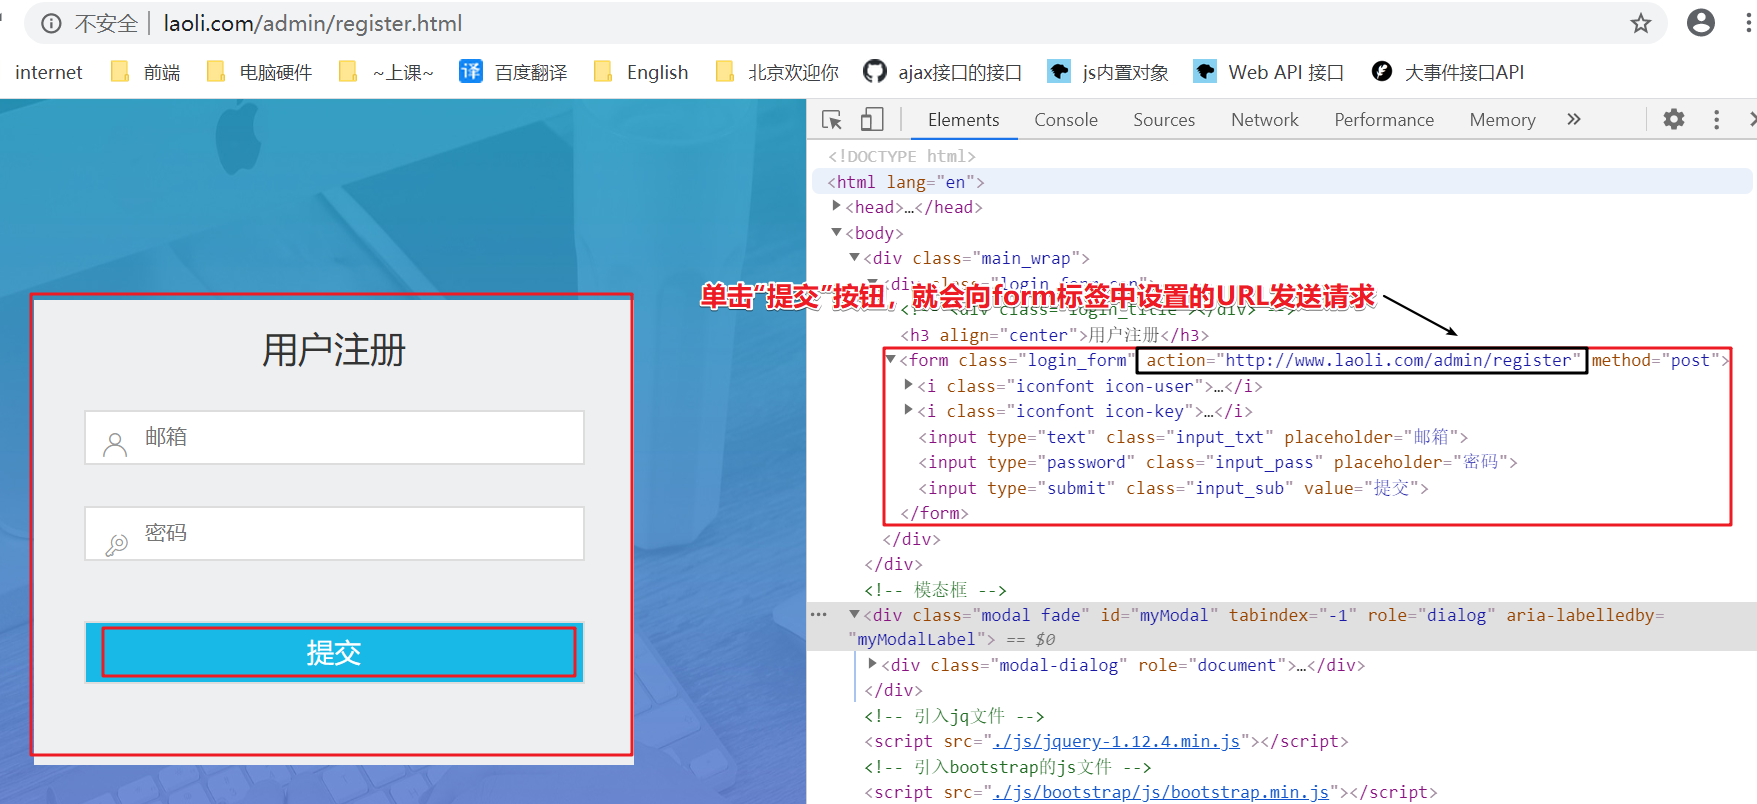 不安全 laoli.com/admin/register.html
internet 前端 电脑硬件 ~上课~ 译 百度翻译 English 北京欢迎你 ajax接口的接口 js内置对象 Web API 接口 大事件接口API
Elements Console Sources Network Performance Memory
用户注册
邮箱
密码
提交
<!DOCTYPE html>
<html lang="en">
<head>…</head>
<body>
<div class="main_wrap">
单击“提交”按钮，就会向form标签中设置的URL发送请求
<h3 align="center">用户注册</h3>
<form class="login_form" action="http://www.laoli.com/admin/register" method="post">
<i class="iconfont icon-user">…</i>
<i class="iconfont icon-key">…</i>
<input type="text" class="input_txt" placeholder="邮箱">
<input type="password" class="input_pass" placeholder="密码">
<input type="submit" class="input_sub" value="提交">
</form>
</div>
</div>
<!-- 模态框 -->
<div class="modal fade" id="myModal" tabindex="-1" role="dialog" aria-labelledby=
"myModalLabel"> == $0
<div class="modal-dialog" role="document">…</div>
</div>
<!-- 引入jq文件 -->
<script src="./js/jquery-1.12.4.min.js"></script>
<!-- 引入bootstrap的js文件 -->
<script src="./js/bootstrap/js/bootstrap.min.js"></script>